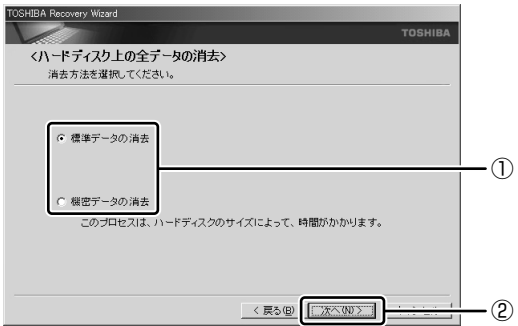 TOSHIBA Recovery Wizard
TOSHIBA
<ハードディスク上の全データの消去>
消去方法を選択してください。
標準データの消去
①
機密データの消去
このプロセスは、ハードディスクのサイズによって、時間がかかります。
< 戻る(B) 次へ(N) >
②